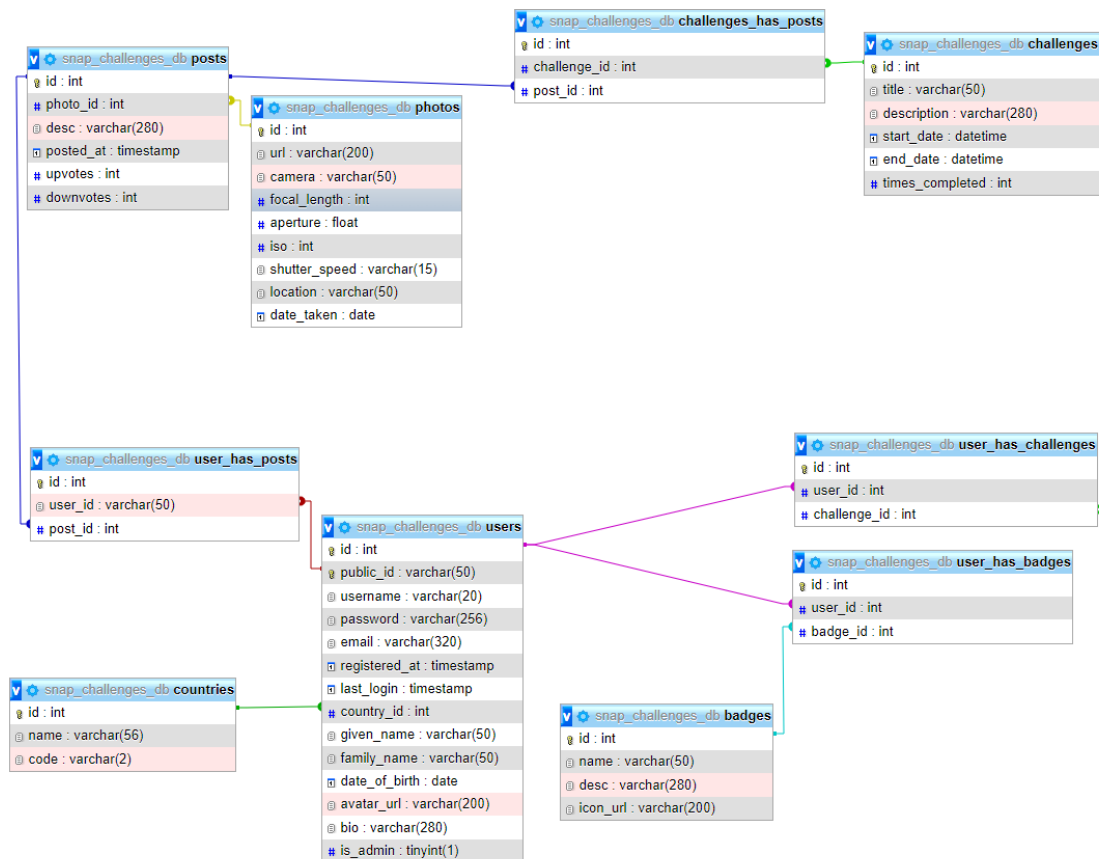 snap_challenges_db posts
id : int
photo_id : int
desc : varchar(280)
posted_at : timestamp
upvotes : int
downvotes : int
snap_challenges_db photos
id : int
url : varchar(200)
camera : varchar(50)
focal_length : int
aperture : float
iso : int
shutter_speed : varchar(15)
location : varchar(50)
date_taken : date
snap_challenges_db challenges_has_posts
id : int
challenge_id : int
post_id : int
snap_challenges_db challenges
id : int
title : varchar(50)
description : varchar(280)
start_date : datetime
end_date : datetime
times_completed : int
snap_challenges_db user_has_posts
id : int
user_id : varchar(50)
post_id : int
snap_challenges_db users
id : int
public_id : varchar(50)
username : varchar(20)
password : varchar(256)
email : varchar(320)
registered_at : timestamp
last_login : timestamp
country_id : int
given_name : varchar(50)
family_name : varchar(50)
date_of_birth : date
avatar_url : varchar(200)
bio : varchar(280)
is_admin : tinyint(1)
snap_challenges_db user_has_challenges
id : int
user_id : int
challenge_id : int
snap_challenges_db user_has_badges
id : int
user_id : int
badge_id : int
snap_challenges_db countries
id : int
name : varchar(56)
code : varchar(2)
snap_challenges_db badges
id : int
name : varchar(50)
desc : varchar(280)
icon_url : varchar(200)